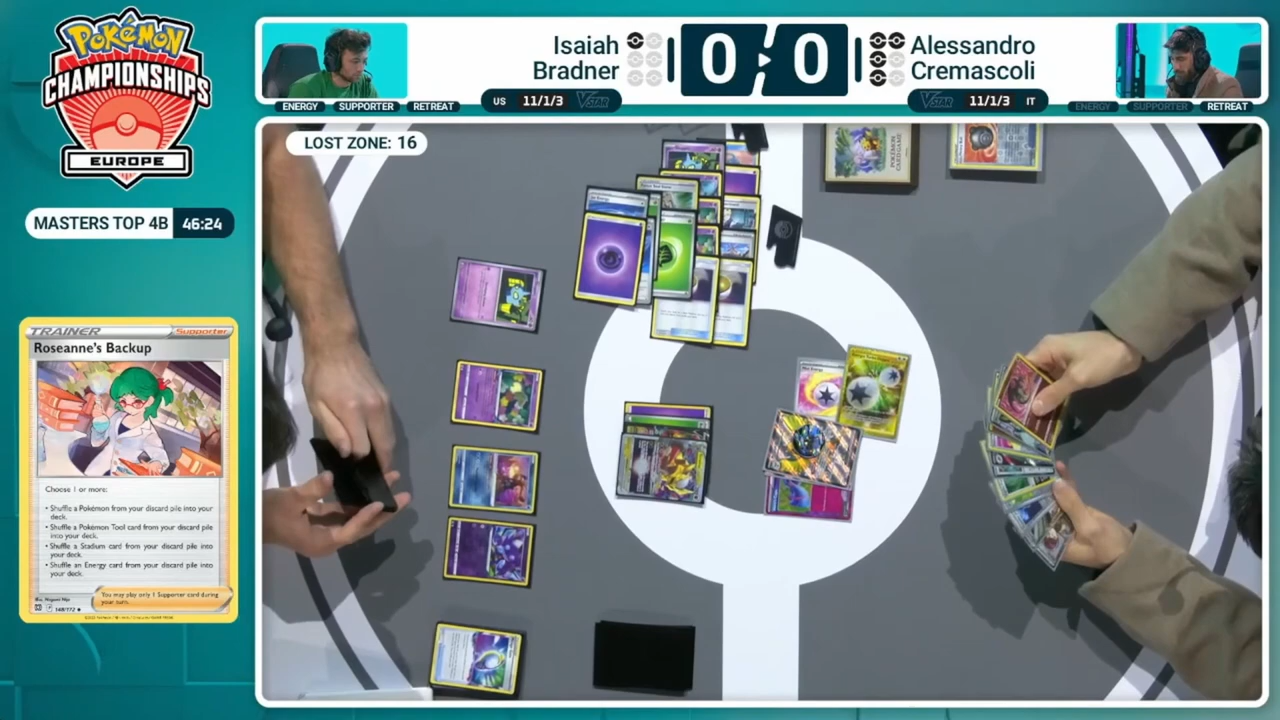 Pokémon
CHAMPIONSHIPS
EUROPE
Isaiah
Bradner
0
0
Alessandro
Cremascoli
ENERGY
SUPPORTER
RETREAT
US
11/1/3
VSTAR
VSTAR
11/1/3
IT
ENERGY
SUPPORTER
RETREAT
LOST ZONE: 16
MASTERS TOP 4B
46:24
TRAINER
Supporter
Roseanne's Backup
Choose 1 or more:
• Shuffle a Pokémon from your discard pile into your
deck.
• Shuffle a Pokémon Tool card from your discard pile
into your deck.
• Shuffle a Stadium card from your discard pile into
your deck.
• Shuffle an Energy card from your discard pile into
your deck.
You may play only 1 Supporter card during
your turn.
148/172